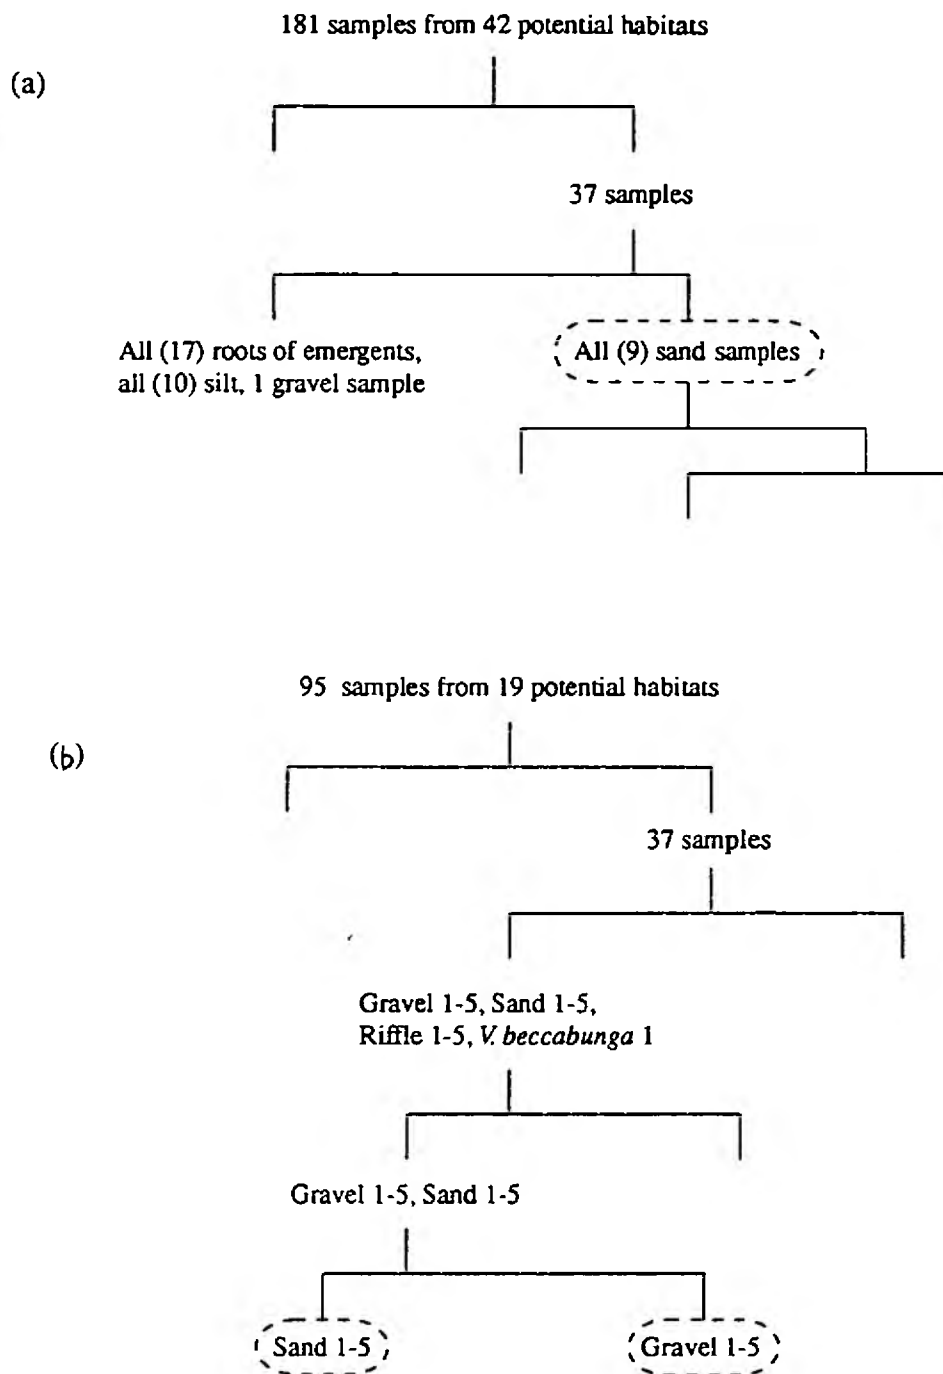 181 samples from 42 potential habitats
(a)
37 samples
All (17) roots of emergents,
all (10) silt, 1 gravel sample
All (9) sand samples
95 samples from 19 potential habitats
(b)
37 samples
Gravel 1-5, Sand 1-5,
Riffle 1-5, V. beccabunga 1
Gravel 1-5, Sand 1-5
Sand 1-5
Gravel 1-5